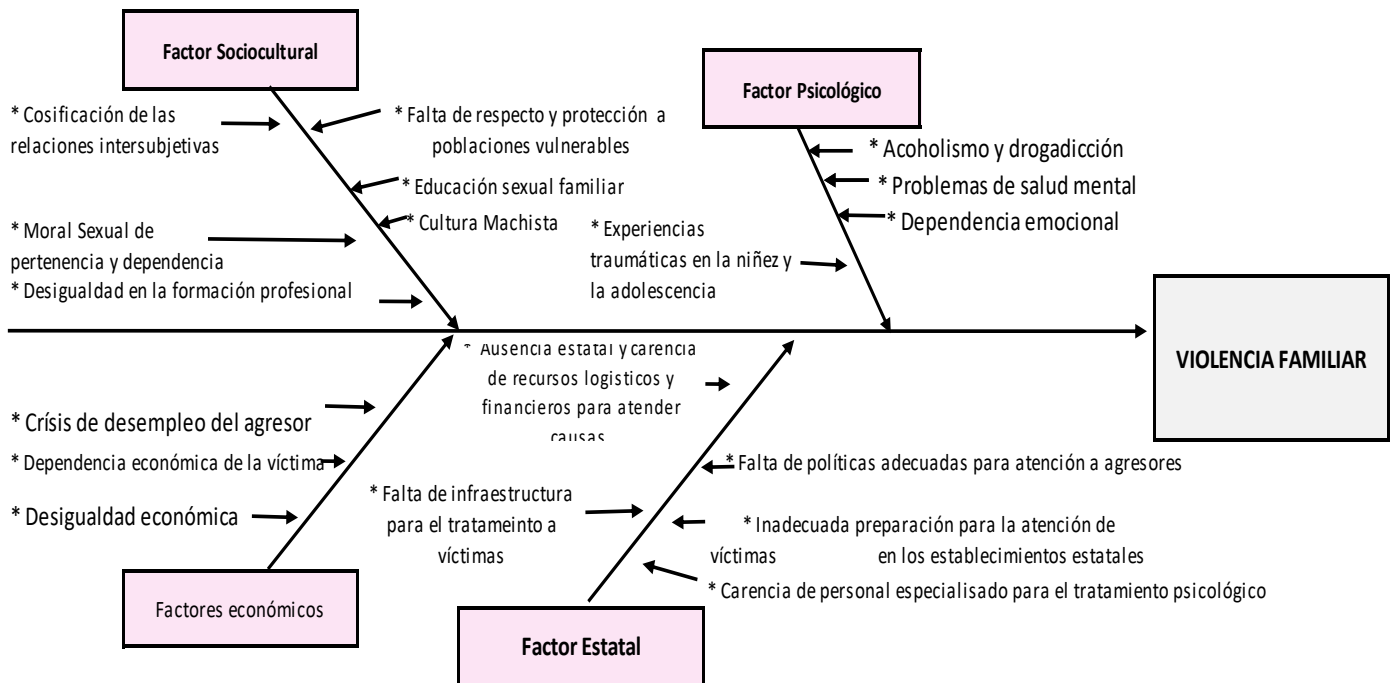 Factor Sociocultural
* Cosificación de las
relaciones intersubjetivas
* Falta de respecto y protección a
poblaciones vulnerables
* Educación sexual familiar
* Cultura Machista
* Moral Sexual de
pertenencia y dependencia
* Desigualdad en la formación profesional
Factor Psicológico
* Acoholismo y drogadicción
* Problemas de salud mental
* Dependencia emocional
* Experiencias
traumáticas en la niñez y
la adolescencia
VIOLENCIA FAMILIAR
* Crísis de desempleo del agresor
* Dependencia económica de la víctima
* Desigualdad económica
Factores económicos
* Ausencia estatal y carencia
de recursos logisticos y
financieros para atender
causas
* Falta de políticas adecuadas para atención a agresores
* Falta de infraestructura
para el tratameinto a
víctimas
* Inadecuada preparación para la atención de
víctimas en los establecimientos estatales
* Carencia de personal especialisado para el tratamiento psicológico
Factor Estatal